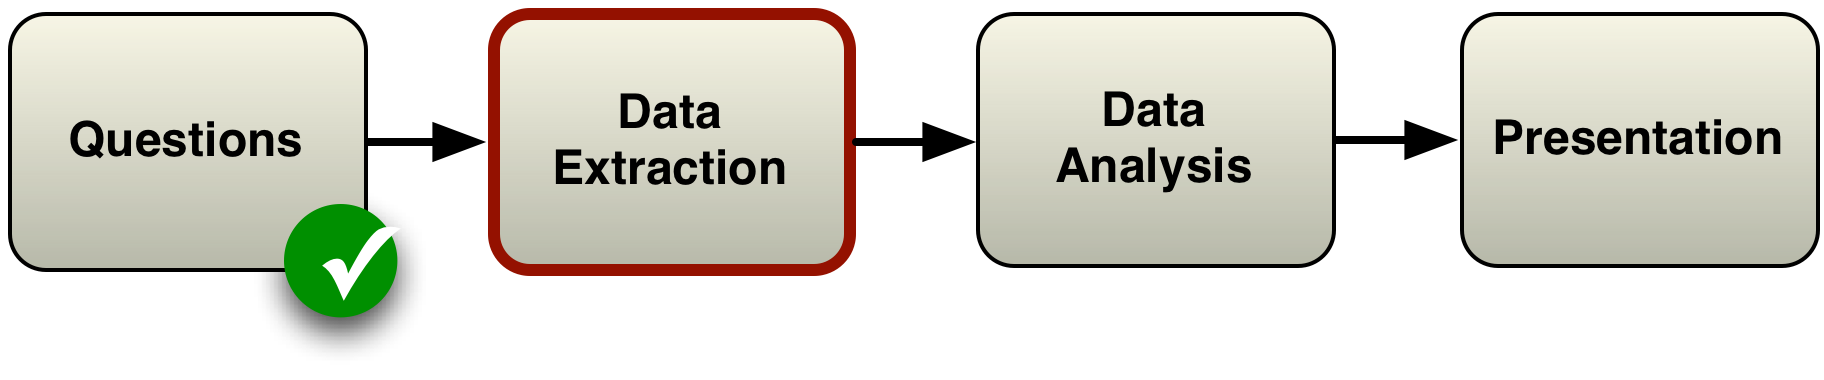 Questions
Data
Extraction
Data
Analysis
Presentation